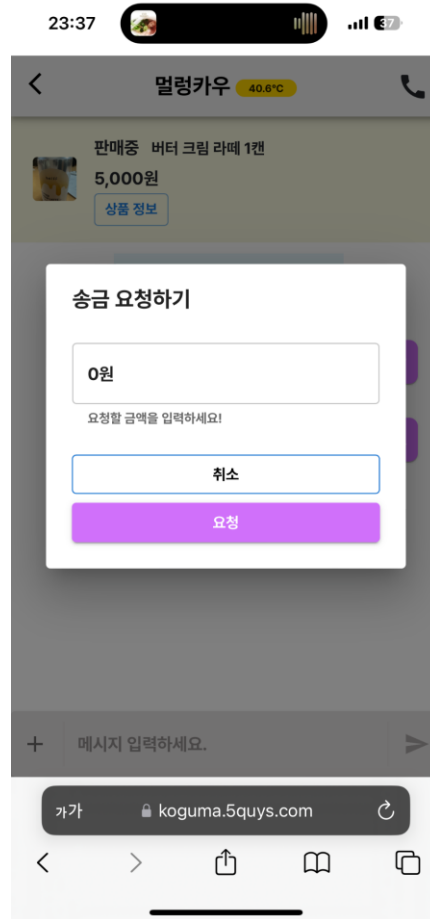 23:37
37
멀렁카우 40.6°C
판매중 버터 크림 라떼 1캔
5,000원
상품 정보
송금 요청하기
0원
요청할 금액을 입력하세요!
취소
요청
메시지 입력하세요.
가가 koguma.5quys.com